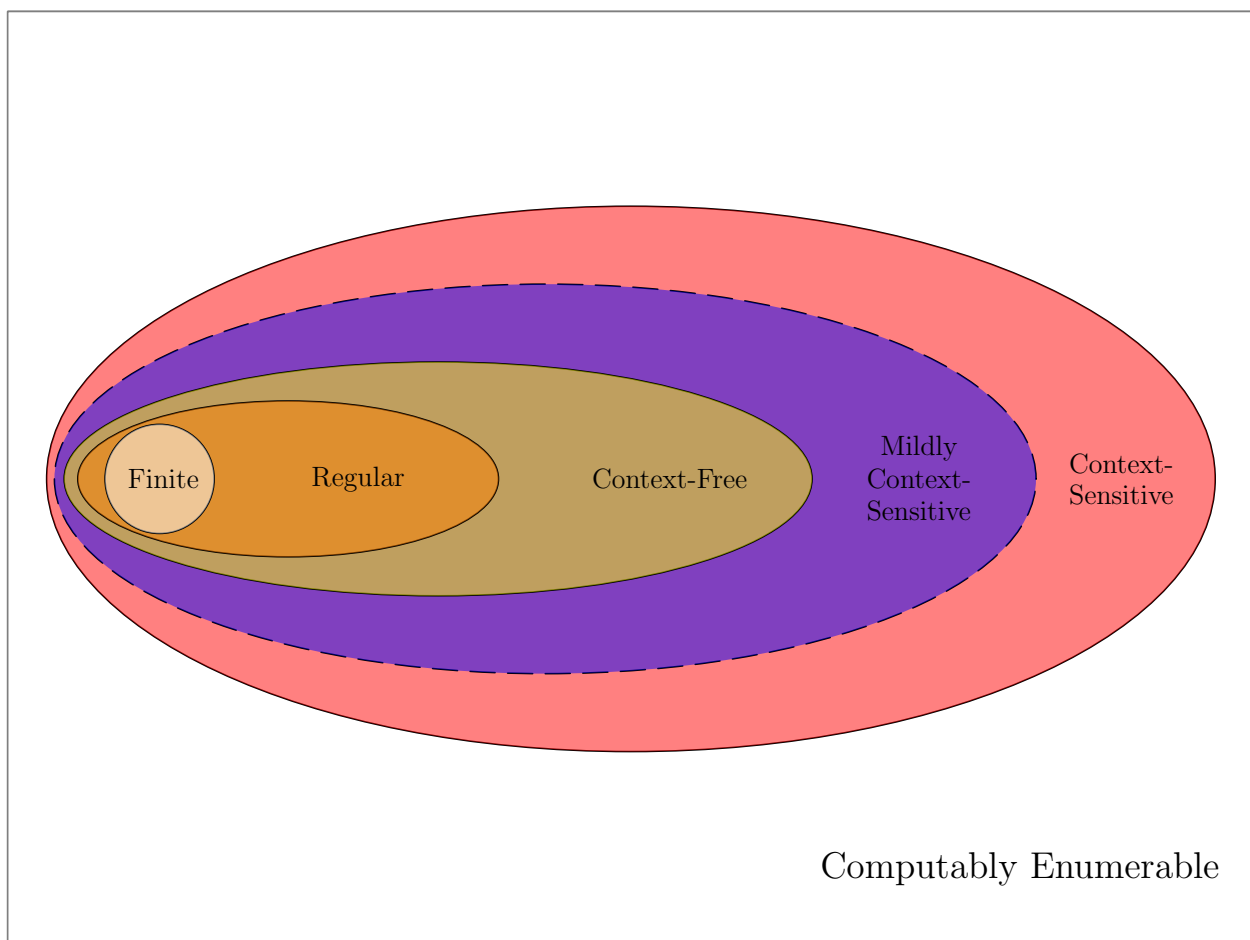 Finite
Regular
Context-Free
Mildly
Context-
Sensitive
Context-
Sensitive
Computably Enumerable